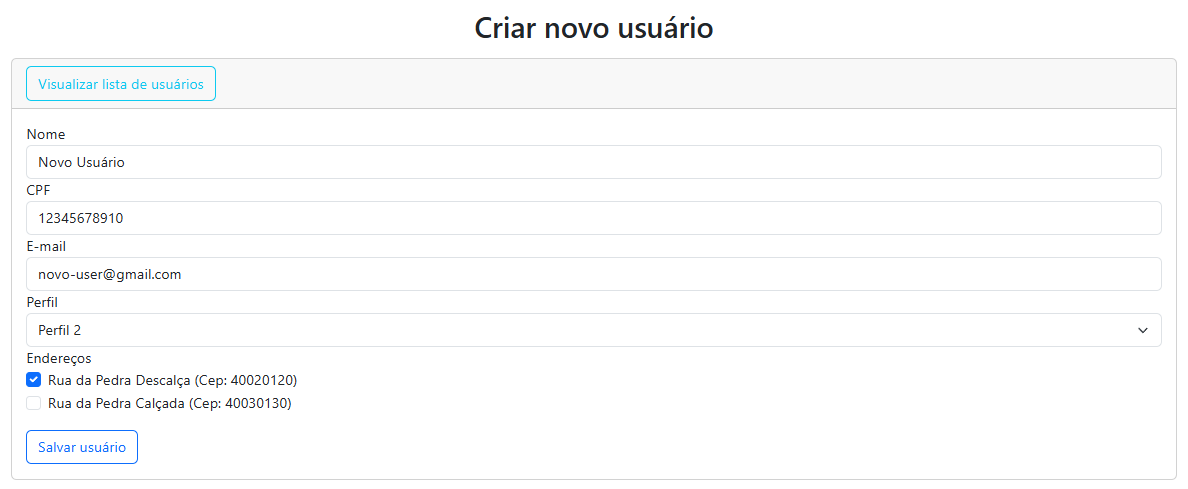 Criar novo usuário
Visualizar lista de usuários
Nome
Novo Usuário
CPF
12345678910
E-mail
novo-user@gmail.com
Perfil
Perfil 2
Endereços
Rua da Pedra Descalça (Cep: 40020120)
Rua da Pedra Calçada (Cep: 40030130)
Salvar usuário